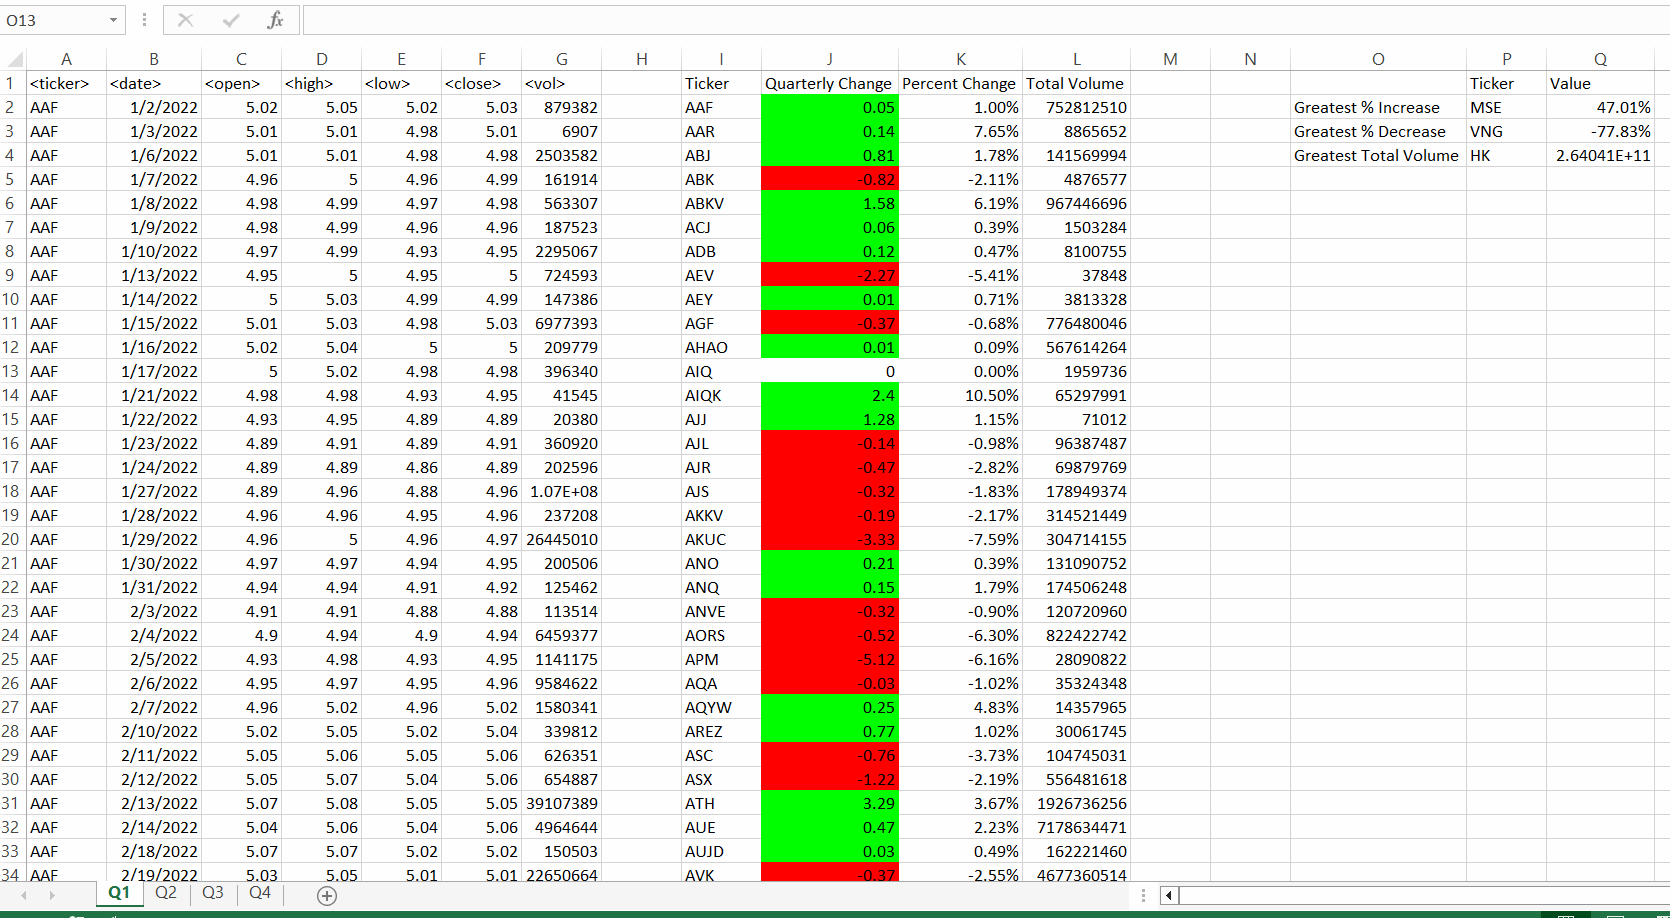 O13 fx
A B C D E F G H I J K L M N O P Q
1 <ticker> <date> <open> <high> <low> <close> <vol> Ticker Quarterly Change Percent Change Total Volume Ticker Value
2 AAF 1/2/2022 5.02 5.05 5.02 5.03 879382 AAF 0.05 1.00% 752812510 Greatest % Increase MSE 47.01%
3 AAF 1/3/2022 5.01 5.01 4.98 5.01 6907 AAR 0.14 7.65% 8865652 Greatest % Decrease VNG -77.83%
4 AAF 1/6/2022 5.01 5.01 4.98 4.98 2503582 ABJ 0.81 1.78% 141569994 Greatest Total Volume HK 2.64041E+11
5 AAF 1/7/2022 4.96 5 4.96 4.99 161914 ABK -0.82 -2.11% 4876577
6 AAF 1/8/2022 4.98 4.99 4.97 4.98 563307 ABKV 1.58 6.19% 967446696
7 AAF 1/9/2022 4.98 4.99 4.96 4.96 187523 ACJ 0.06 0.39% 1503284
8 AAF 1/10/2022 4.97 4.99 4.93 4.95 2295067 ADB 0.12 0.47% 8100755
9 AAF 1/13/2022 4.95 5 4.95 5 724593 AEV -2.27 -5.41% 37848
10 AAF 1/14/2022 5 5.03 4.99 4.99 147386 AEY 0.01 0.71% 3813328
11 AAF 1/15/2022 5.01 5.03 4.98 5.03 6977393 AGF -0.37 -0.68% 776480046
12 AAF 1/16/2022 5.02 5.04 5 5 209779 AHAO 0.01 0.09% 567614264
13 AAF 1/17/2022 5 5.02 4.98 4.98 396340 AIQ 0 0.00% 1959736
14 AAF 1/21/2022 4.98 4.98 4.93 4.95 41545 AIQK 2.4 10.50% 65297991
15 AAF 1/22/2022 4.93 4.95 4.89 4.89 20380 AJJ 1.28 1.15% 71012
16 AAF 1/23/2022 4.89 4.91 4.89 4.91 360920 AJL -0.14 -0.98% 96387487
17 AAF 1/24/2022 4.89 4.89 4.86 4.89 202596 AJR -0.47 -2.82% 69879769
18 AAF 1/27/2022 4.89 4.96 4.88 4.96 1.07E+08 AJS -0.32 -1.83% 178949374
19 AAF 1/28/2022 4.96 4.96 4.95 4.96 237208 AKKV -0.19 -2.17% 314521449
20 AAF 1/29/2022 4.96 5 4.96 4.97 26445010 AKUC -3.33 -7.59% 304714155
21 AAF 1/30/2022 4.97 4.97 4.94 4.95 200506 ANO 0.21 0.39% 131090752
22 AAF 1/31/2022 4.94 4.94 4.91 4.92 125462 ANQ 0.15 1.79% 174506248
23 AAF 2/3/2022 4.91 4.91 4.88 4.88 113514 ANVE -0.32 -0.90% 120720960
24 AAF 2/4/2022 4.9 4.94 4.9 4.94 6459377 AORS -0.52 -6.30% 822422742
25 AAF 2/5/2022 4.93 4.98 4.93 4.95 1141175 APM -5.12 -6.16% 28090822
26 AAF 2/6/2022 4.95 4.97 4.95 4.96 9584622 AQA -0.03 -1.02% 35324348
27 AAF 2/7/2022 4.96 5.02 4.96 5.02 1580341 AQYW 0.25 4.83% 14357965
28 AAF 2/10/2022 5.02 5.05 5.02 5.04 339812 AREZ 0.77 1.02% 30061745
29 AAF 2/11/2022 5.05 5.06 5.05 5.06 626351 ASC -0.76 -3.73% 104745031
30 AAF 2/12/2022 5.05 5.07 5.04 5.06 654887 ASX -1.22 -2.19% 556481618
31 AAF 2/13/2022 5.07 5.08 5.05 5.05 39107389 ATH 3.29 3.67% 1926736256
32 AAF 2/14/2022 5.04 5.06 5.04 5.06 4964644 AUE 0.47 2.23% 7178634471
33 AAF 2/18/2022 5.07 5.07 5.02 5.02 150503 AUJD 0.03 0.49% 162221460
34 AAF 2/19/2022 5.03 5.05 5.01 5.01 22650664 AVK -0.37 -2.55% 4677360514
Q1 Q2 Q3 Q4